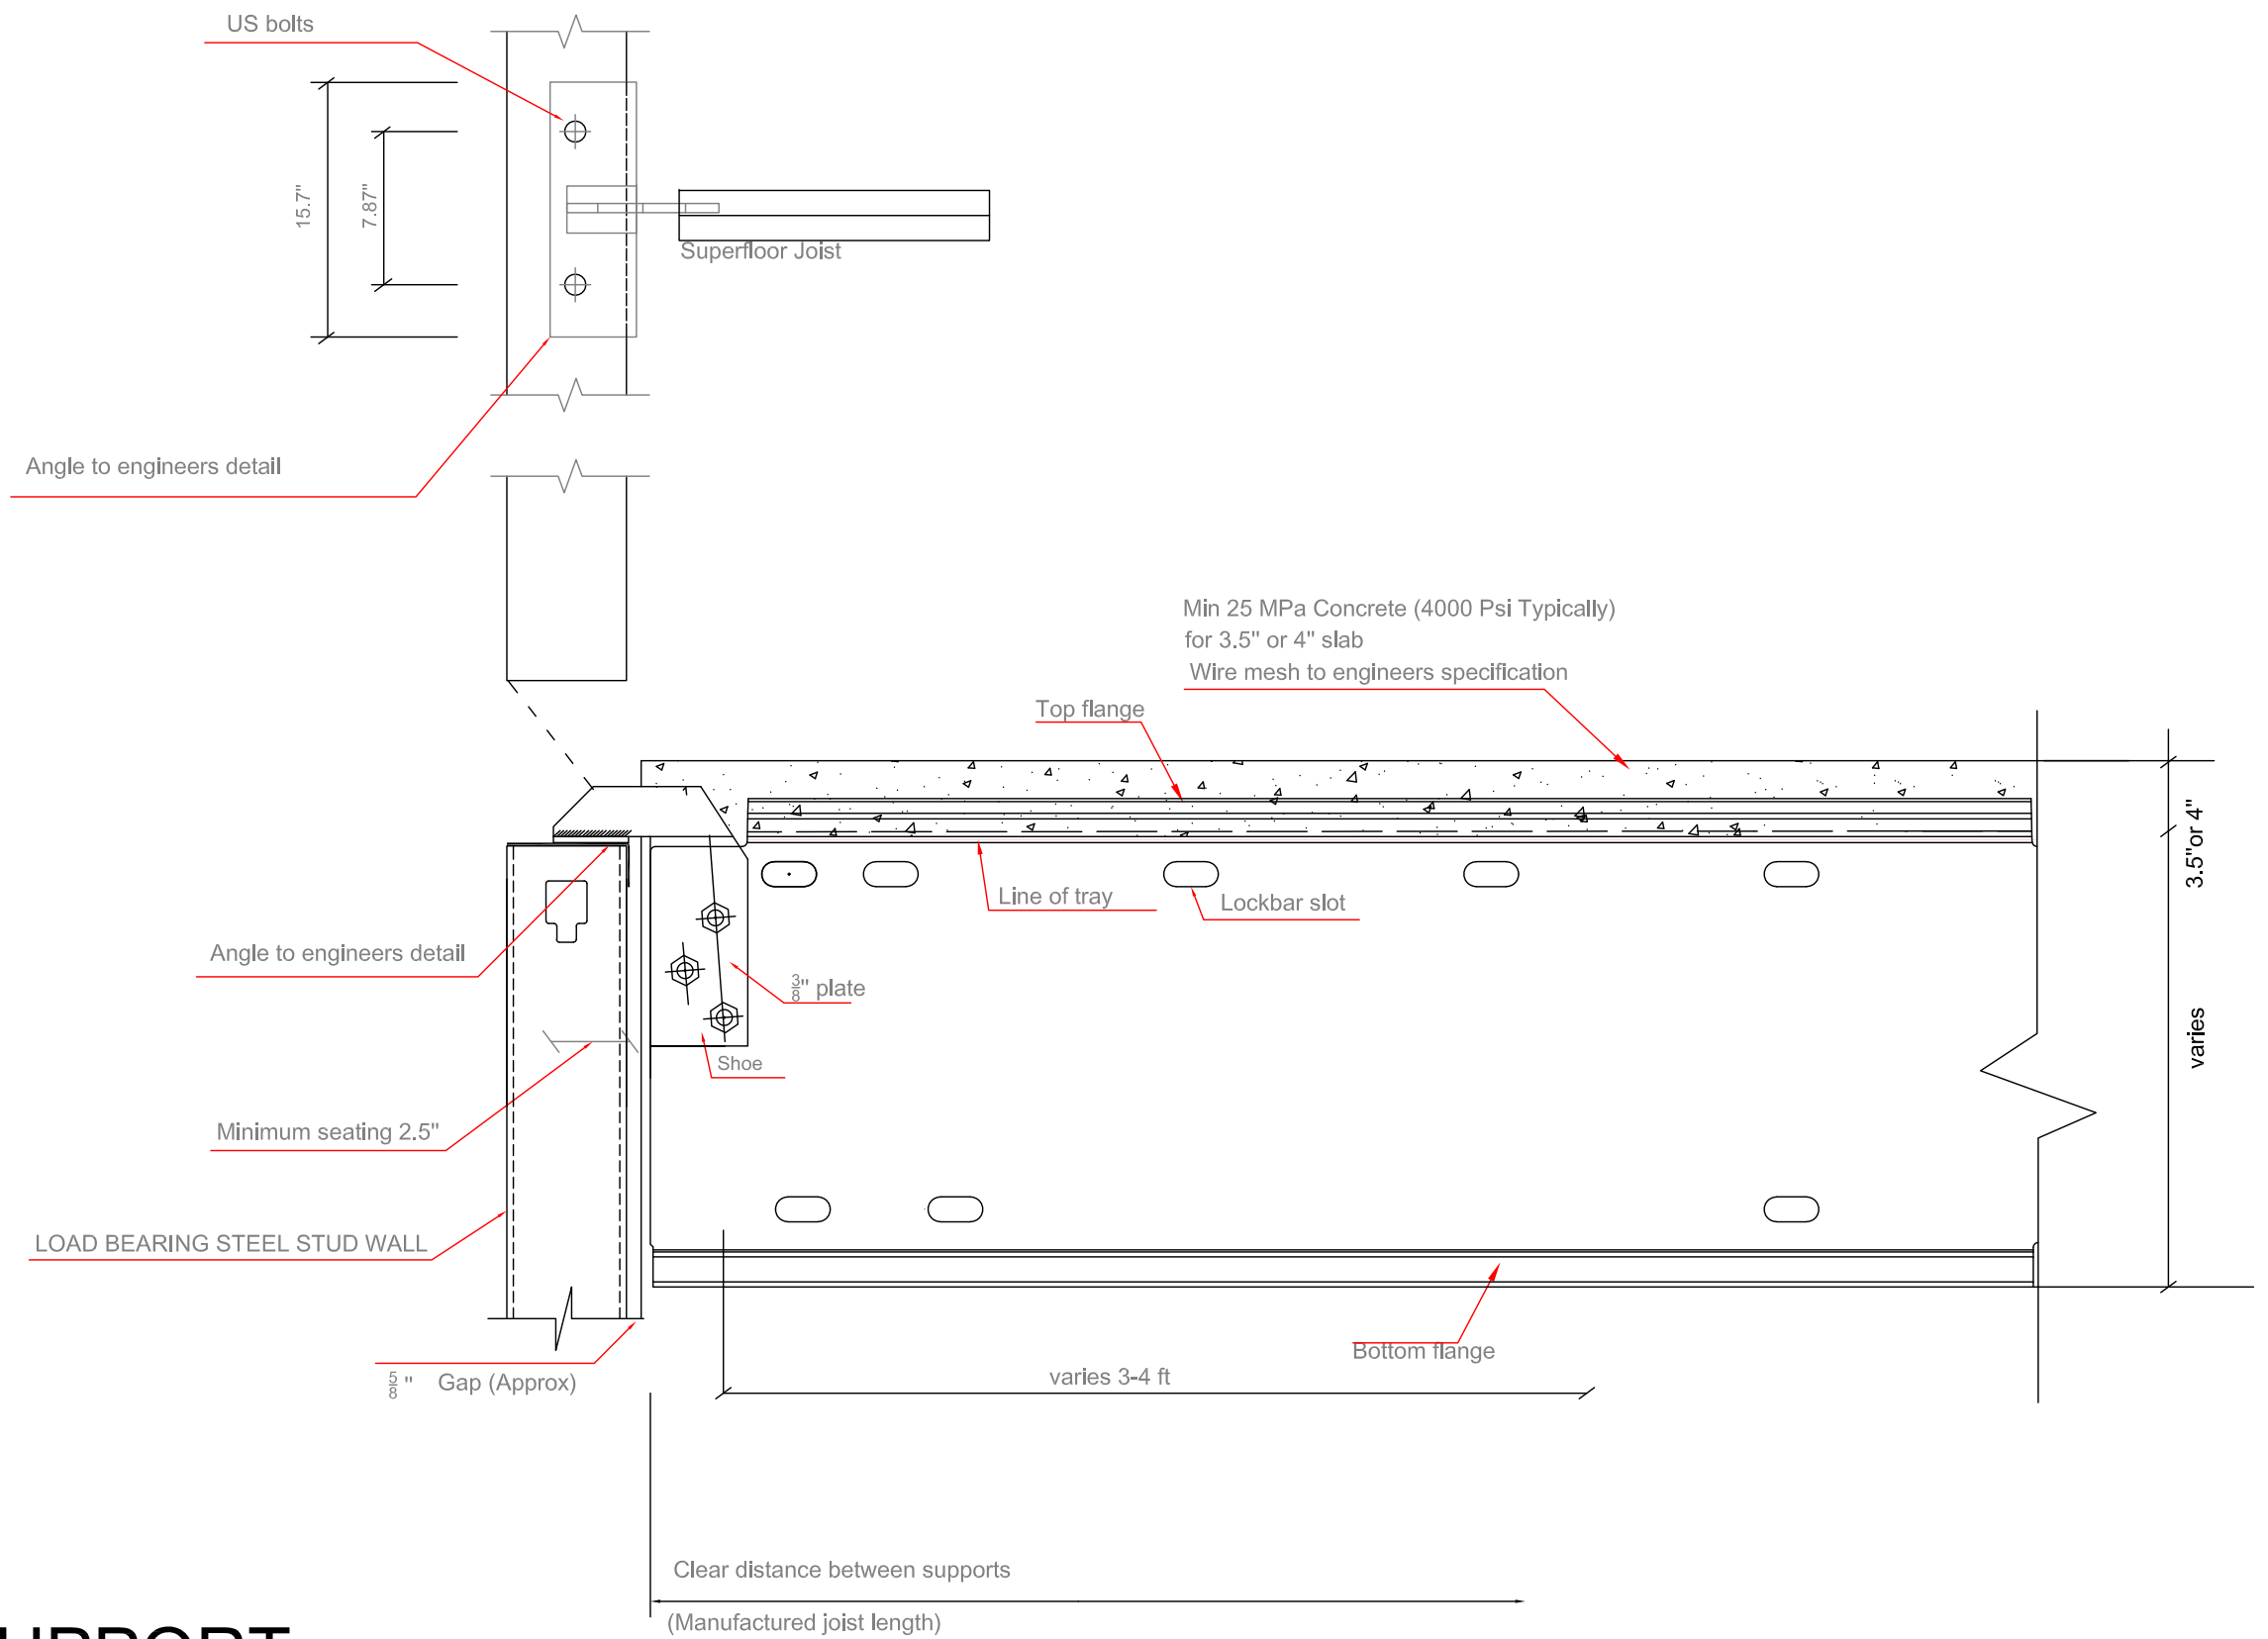 US bolts
15.7"
7.87"
Superfloor Joist
Angle to engineers detail
Min 25 MPa Concrete (4000 Psi Typically)
for 3.5" or 4" slab
Wire mesh to engineers specification
Top flange
3.5"or 4"
Line of tray
Lockbar slot
Angle to engineers detail
3/8" plate
varies
Shoe
Minimum seating 2.5"
LOAD BEARING STEEL STUD WALL
Bottom flange
5/8 " Gap (Approx)
varies 3-4 ft
Clear distance between supports
(Manufactured joist length)